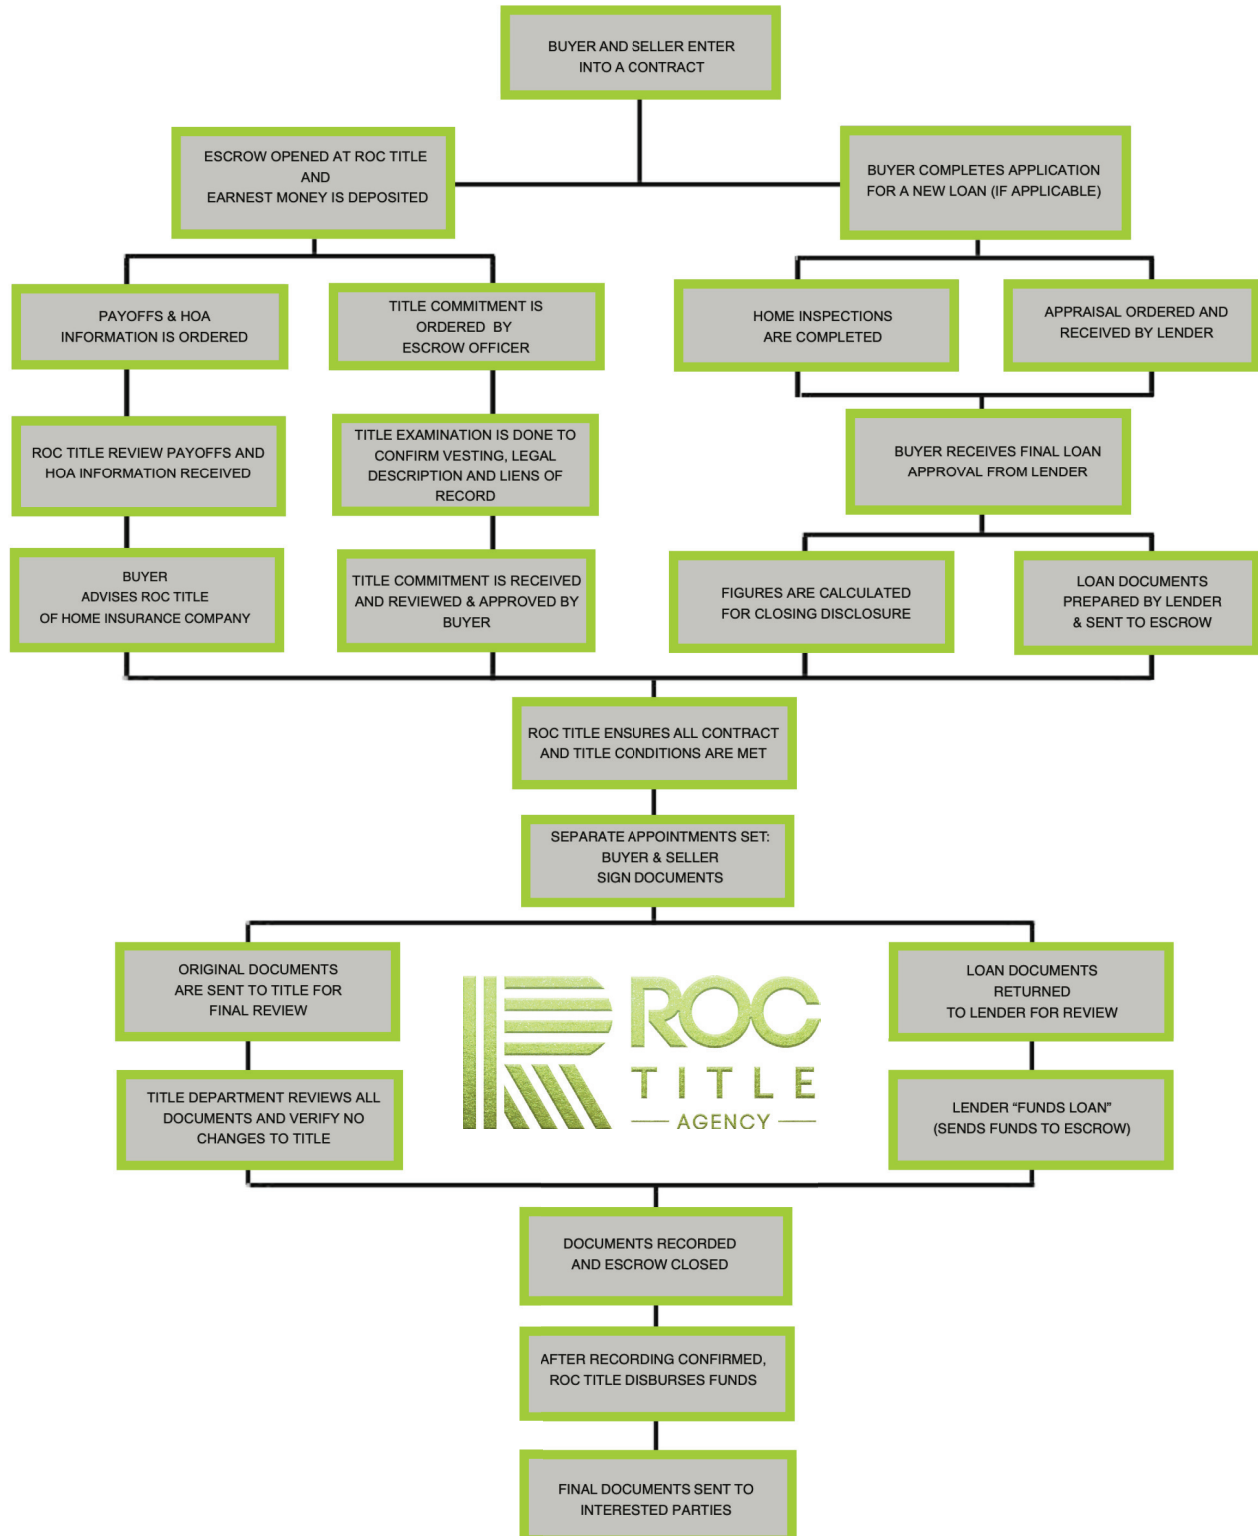 BUYER AND SELLER ENTER
INTO A CONTRACT
ESCROW OPENED AT ROC TITLE
AND
EARNEST MONEY IS DEPOSITED
BUYER COMPLETES APPLICATION
FOR A NEW LOAN (IF APPLICABLE)
PAYOFFS & HOA
INFORMATION IS ORDERED
TITLE COMMITMENT IS
ORDERED BY
ESCROW OFFICER
HOME INSPECTIONS
ARE COMPLETED
APPRAISAL ORDERED AND
RECEIVED BY LENDER
ROC TITLE REVIEW PAYOFFS AND
HOA INFORMATION RECEIVED
TITLE EXAMINATION IS DONE TO
CONFIRM VESTING, LEGAL
DESCRIPTION AND LIENS OF
RECORD
BUYER RECEIVES FINAL LOAN
APPROVAL FROM LENDER
BUYER
ADVISES ROC TITLE
OF HOME INSURANCE COMPANY
TITLE COMMITMENT IS RECEIVED
AND REVIEWED & APPROVED BY
BUYER
FIGURES ARE CALCULATED
FOR CLOSING DISCLOSURE
LOAN DOCUMENTS
PREPARED BY LENDER
& SENT TO ESCROW
ROC TITLE ENSURES ALL CONTRACT
AND TITLE CONDITIONS ARE MET
SEPARATE APPOINTMENTS SET:
BUYER & SELLER
SIGN DOCUMENTS
ORIGINAL DOCUMENTS
ARE SENT TO TITLE FOR
FINAL REVIEW
ROC
TITLE
AGENCY
LOAN DOCUMENTS
RETURNED
TO LENDER FOR REVIEW
TITLE DEPARTMENT REVIEWS ALL
DOCUMENTS AND VERIFY NO
CHANGES TO TITLE
LENDER “FUNDS LOAN”
(SENDS FUNDS TO ESCROW)
DOCUMENTS RECORDED
AND ESCROW CLOSED
AFTER RECORDING CONFIRMED,
ROC TITLE DISBURSES FUNDS
FINAL DOCUMENTS SENT TO
INTERESTED PARTIES